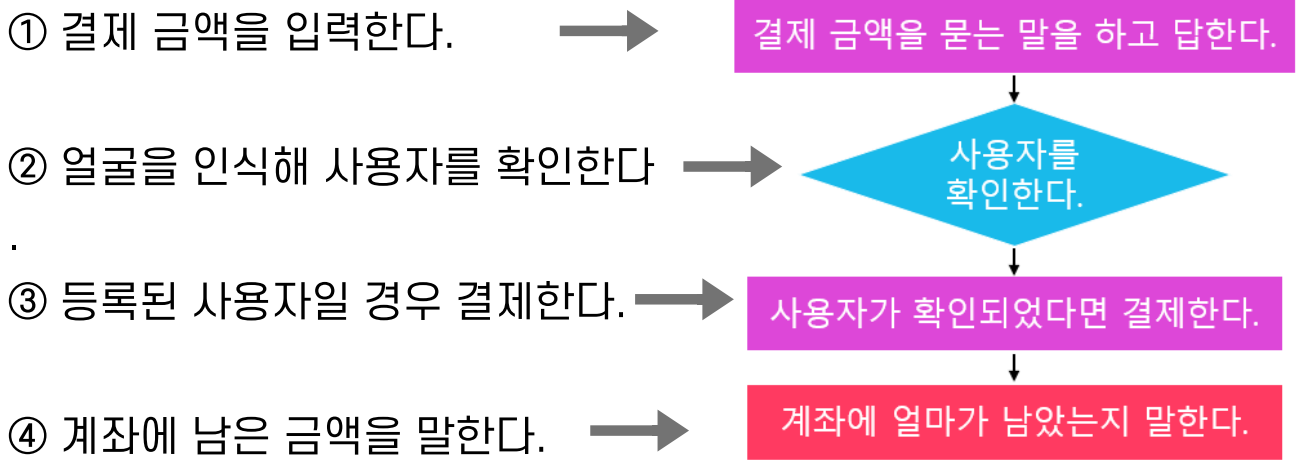 ① 결제 금액을 입력한다.
결제 금액을 묻는 말을 하고 답한다.
② 얼굴을 인식해 사용자를 확인한다
.
사용자를
확인한다.
③ 등록된 사용자일 경우 결제한다.
사용자가 확인되었다면 결제한다.
④ 계좌에 남은 금액을 말한다.
계좌에 얼마가 남았는지 말한다.